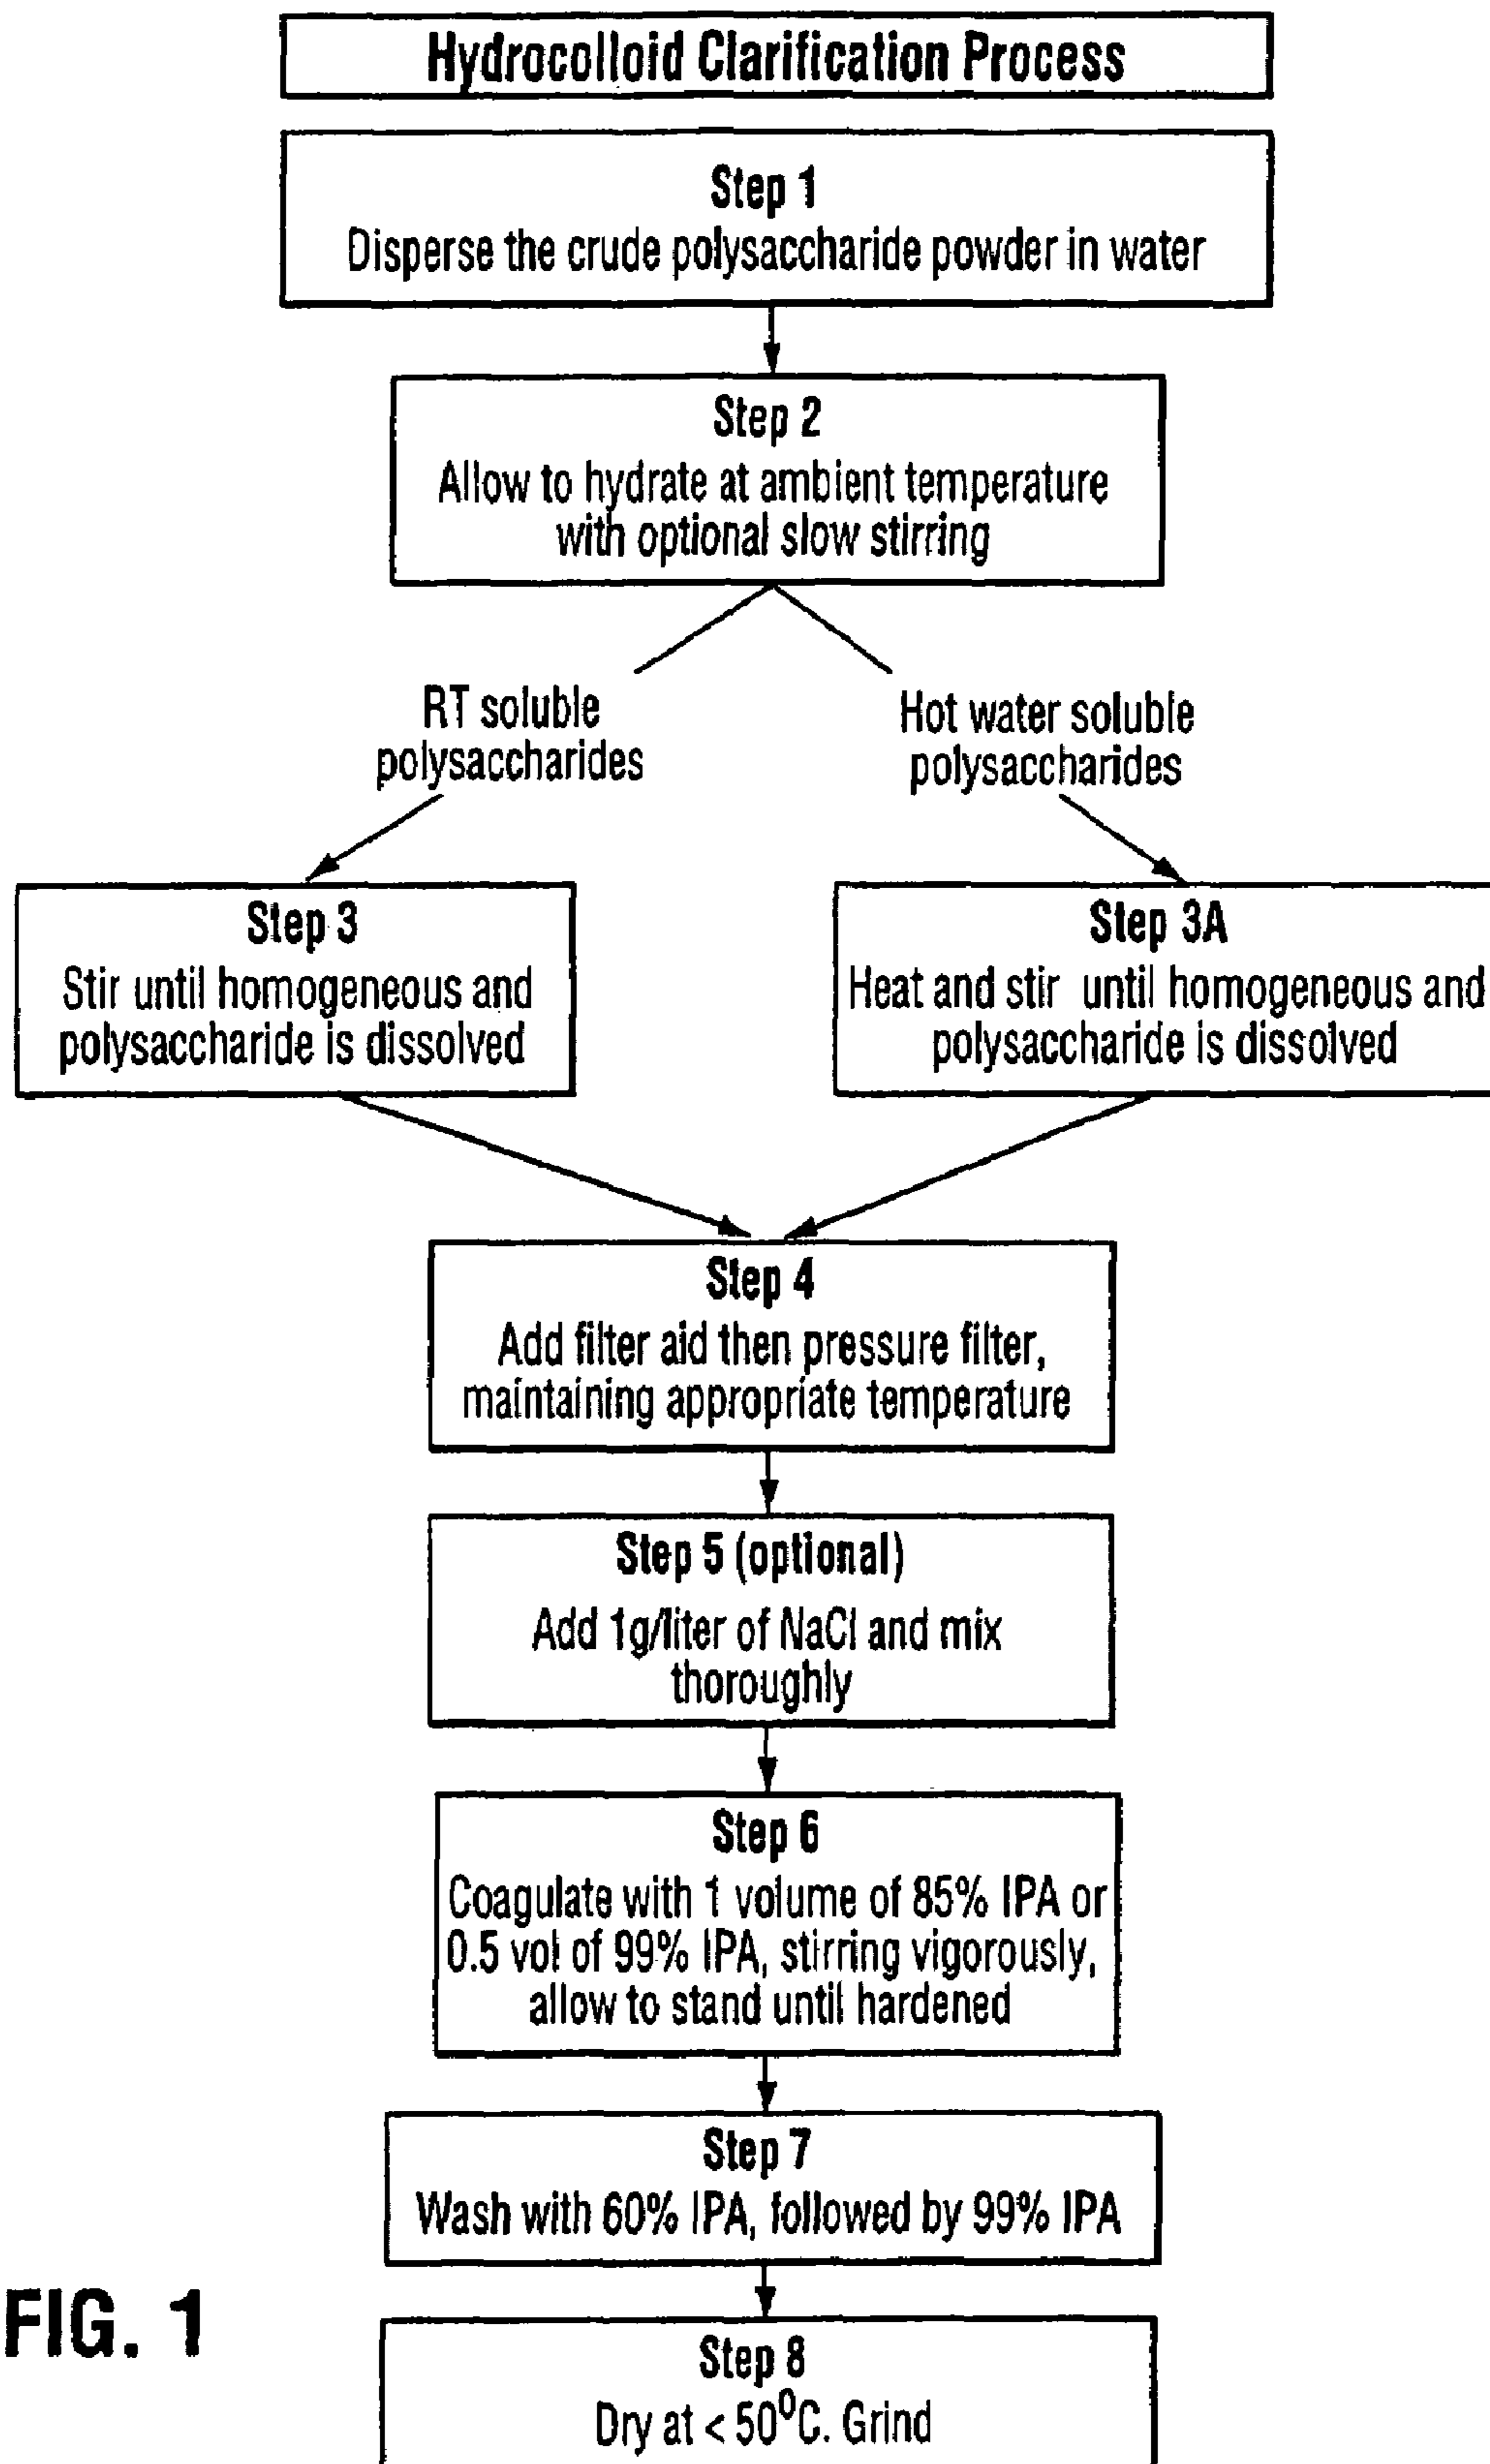 Hydrocolloid Clarification Process
Step 1
Disperse the crude polysaccharide powder in water
Step 2
Allow to hydrate at ambient temperature
with optional slow stirring
RT soluble
polysaccharides
Hot water soluble
polysaccharides
Step 3
Stir until homogeneous and
polysaccharide is dissolved
Step 3A
Heat and stir until homogeneous and
polysaccharide is dissolved
Step 4
Add filter aid then pressure filter,
maintaining appropriate temperature
Step 5 (optional)
Add 1g/liter of NaCl and mix
thoroughly
Step 6
Coagulate with 1 volume of 85% IPA or
0.5 vol of 99% IPA, stirring vigorously,
allow to stand until hardened
Step 7
Wash with 60% IPA, followed by 99% IPA
Step 8
Dry at < 50⁰C. Grind
FIG. 1